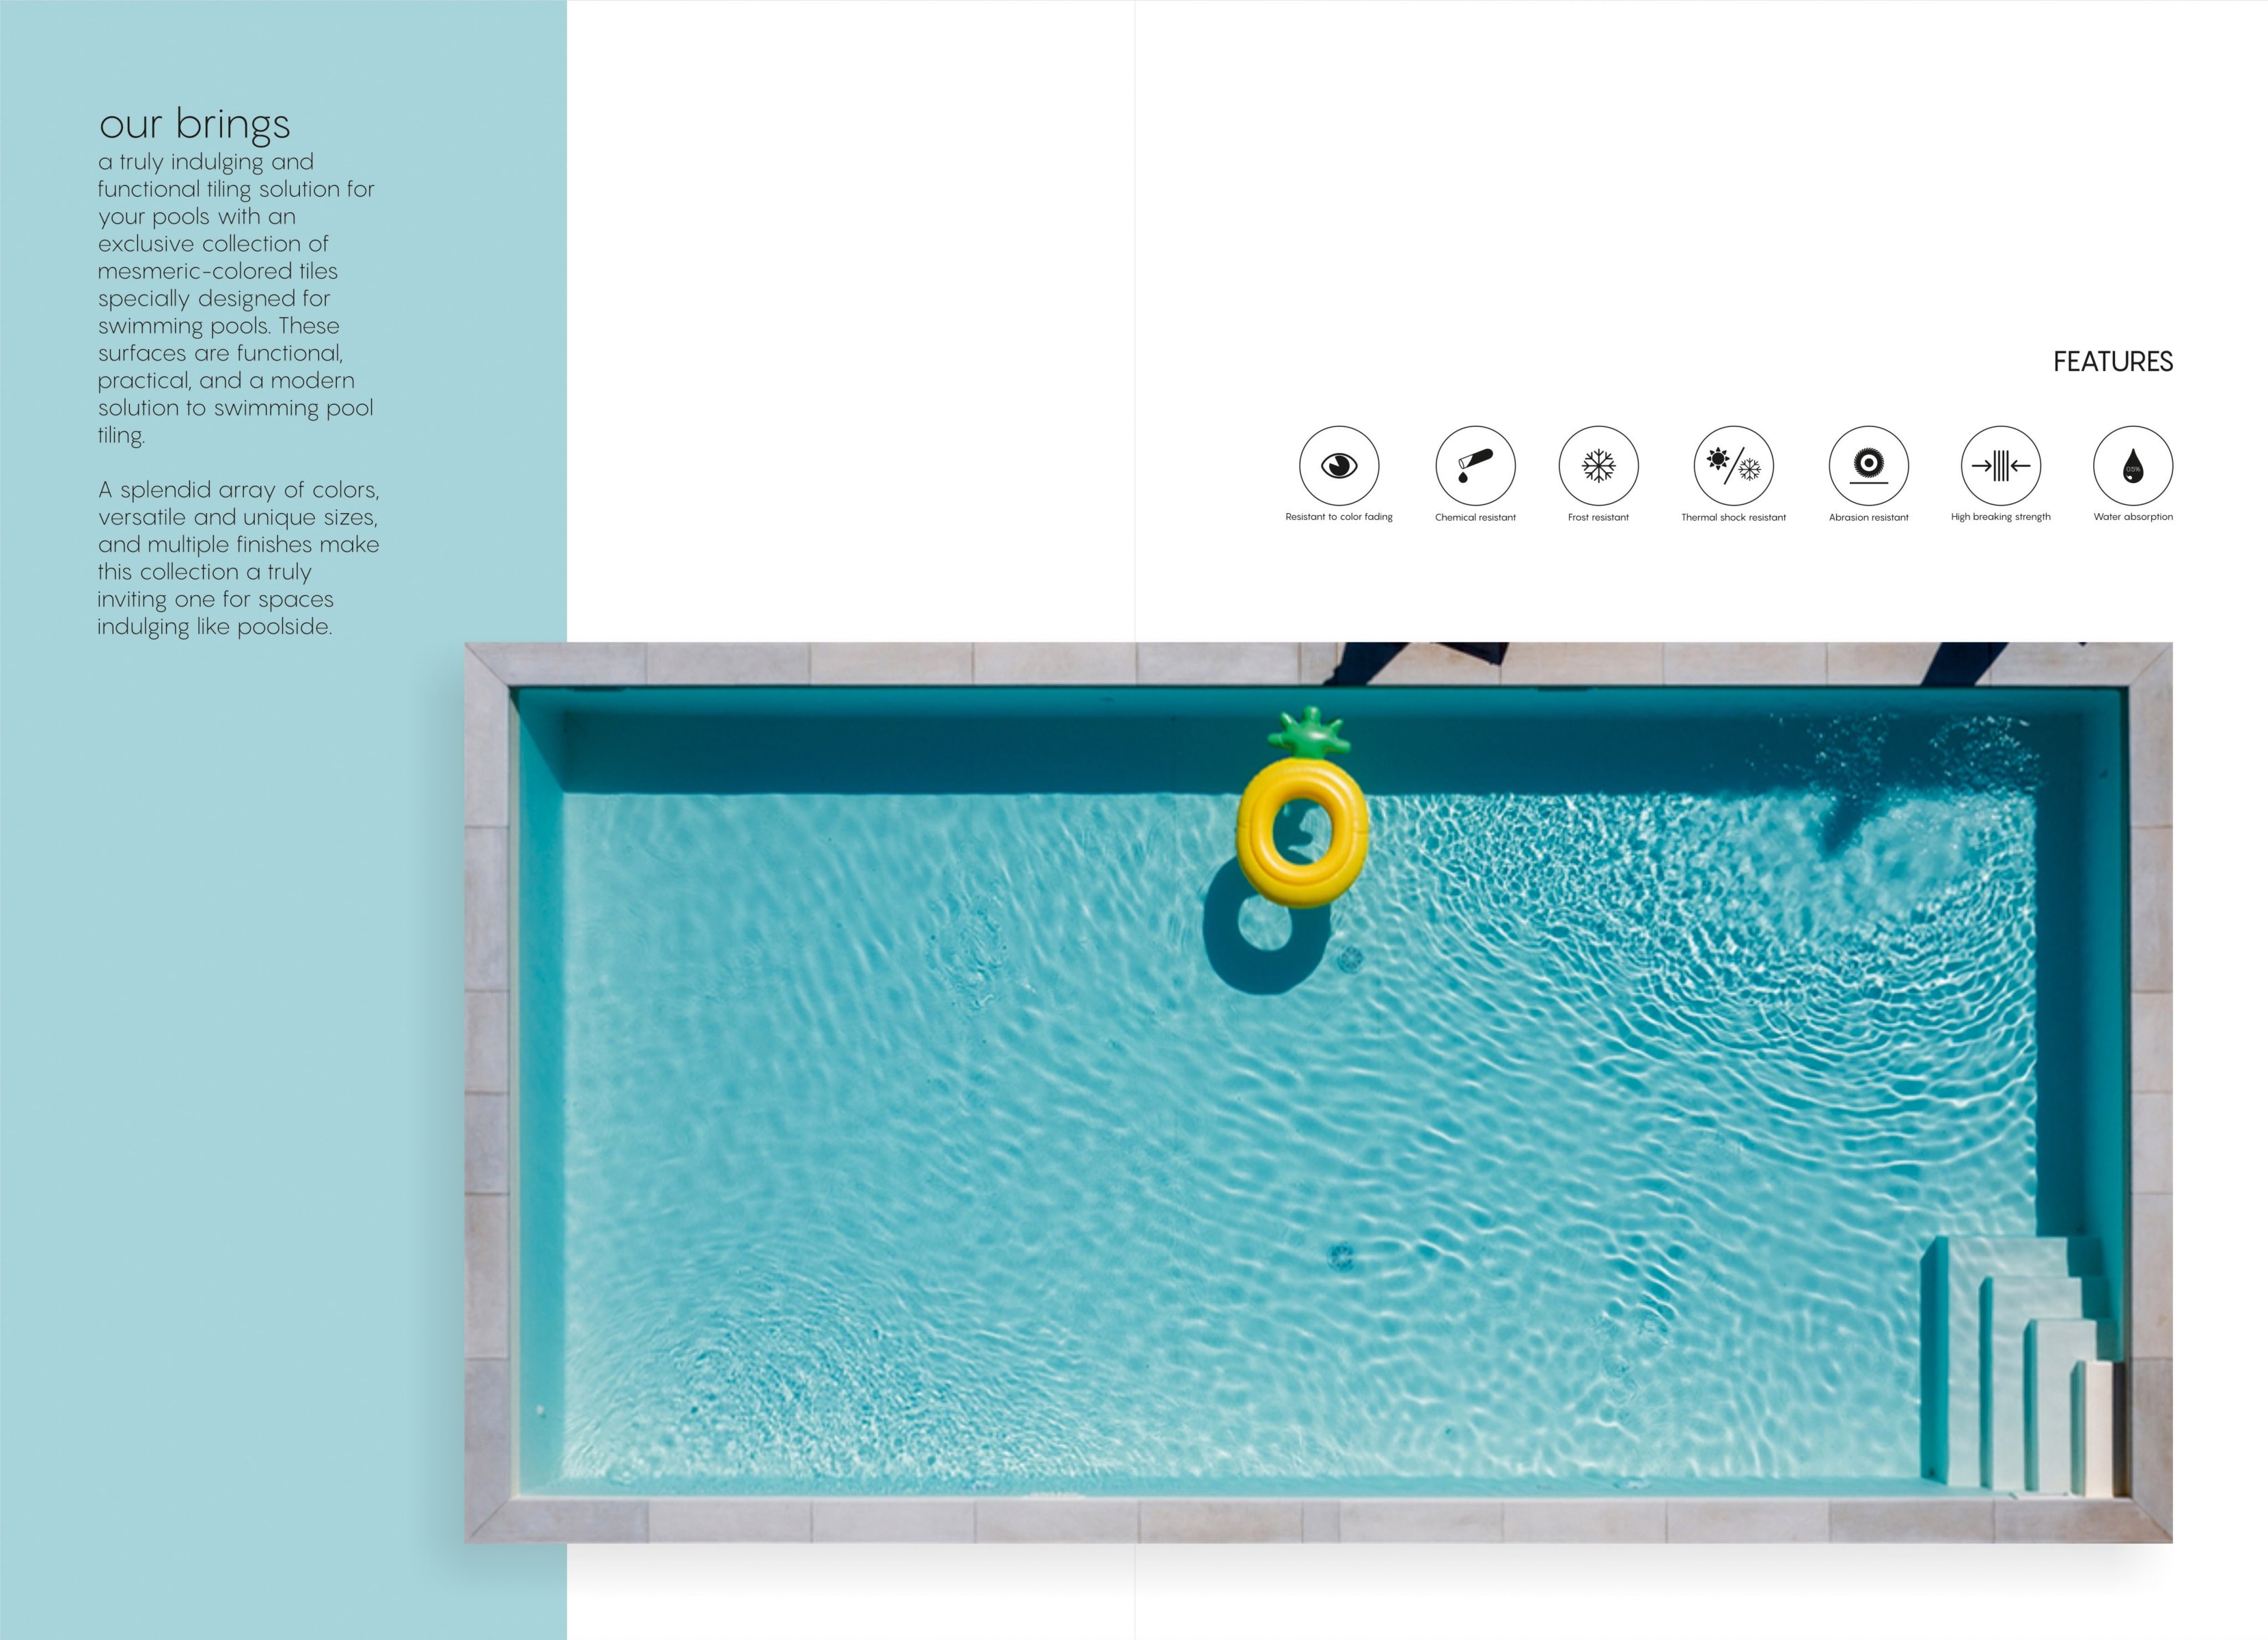 our brings
a truly indulging and
functional tiling solution for
your pools with an
exclusive collection of
mesmeric-colored tiles
specially designed for
swimming pools. These
surfaces are functional,
practical, and a modern
solution to swimming pool
tiling.
A splendid array of colors,
versatile and unique sizes,
and multiple finishes make
this collection a truly
inviting one for spaces
indulging like poolside.
FEATURES
0.5%
Resistant to color fading
Chemical resistant
Frost resistant
Thermal shock resistant
Abrasion resistant
High breaking strength
Water absorption